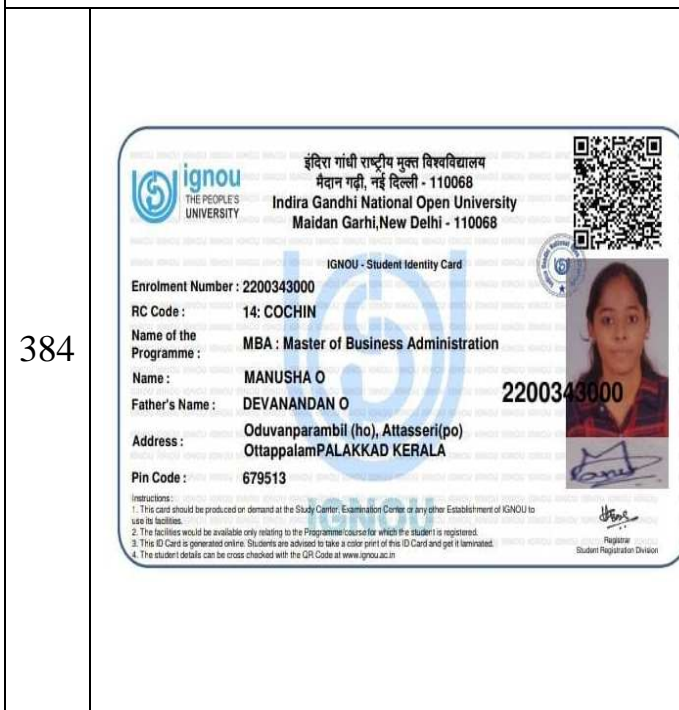 384
ignou
THE PEOPLE'S
UNIVERSITY
इंदिरा गांधी राष्ट्रीय मुक्त विश्वविद्यालय
मैदान गढ़ी, नई दिल्ली - 110068
Indira Gandhi National Open University
Maidan Garhi,New Delhi - 110068
IGNOU - Student Identity Card
Enrolment Number : 2200343000
RC Code : 14: COCHIN
Name of the Programme : MBA : Master of Business Administration
Name : MANUSHA O
Father's Name : DEVANANDAN O
2200343000
Address : Oduvanparambil (ho), Attasseri(po)
OttappalamPALAKKAD KERALA
Pin Code : 679513
IGNOU
Instructions :
1. This card should be produced on demand at the Study Center, Examination Center or any other Establishment of IGNOU to
use its facilities.
2. The facilities would be available only relating to the Programme/course for which the student is registered.
3. This ID Card is generated online. Students are advised to take a color print of this ID Card and get it laminated.
4. The student details can be cross checked with the QR Code at www.ignou.ac.in
Registrar
Student Registration Division